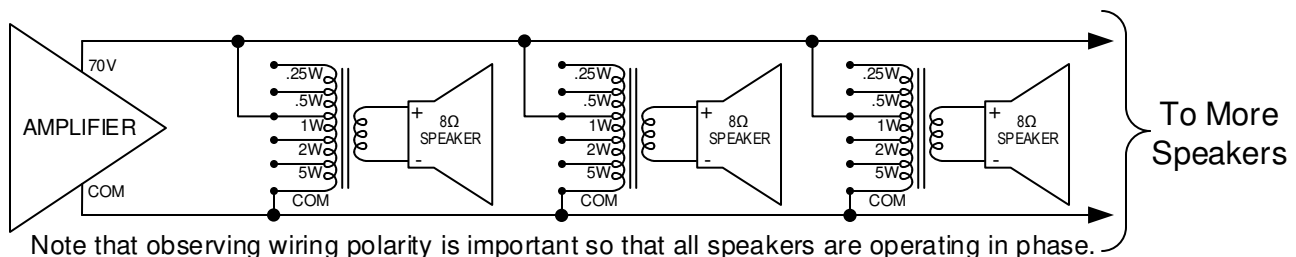 70V
AMPLIFIER
COM
.25W
.5W
1W
2W
5W
COM
+
8Ω
SPEAKER
-
.25W
.5W
1W
2W
5W
COM
+
8Ω
SPEAKER
-
.25W
.5W
1W
2W
5W
COM
+
8Ω
SPEAKER
-
To More
Speakers
Note that observing wiring polarity is important so that all speakers are operating in phase.